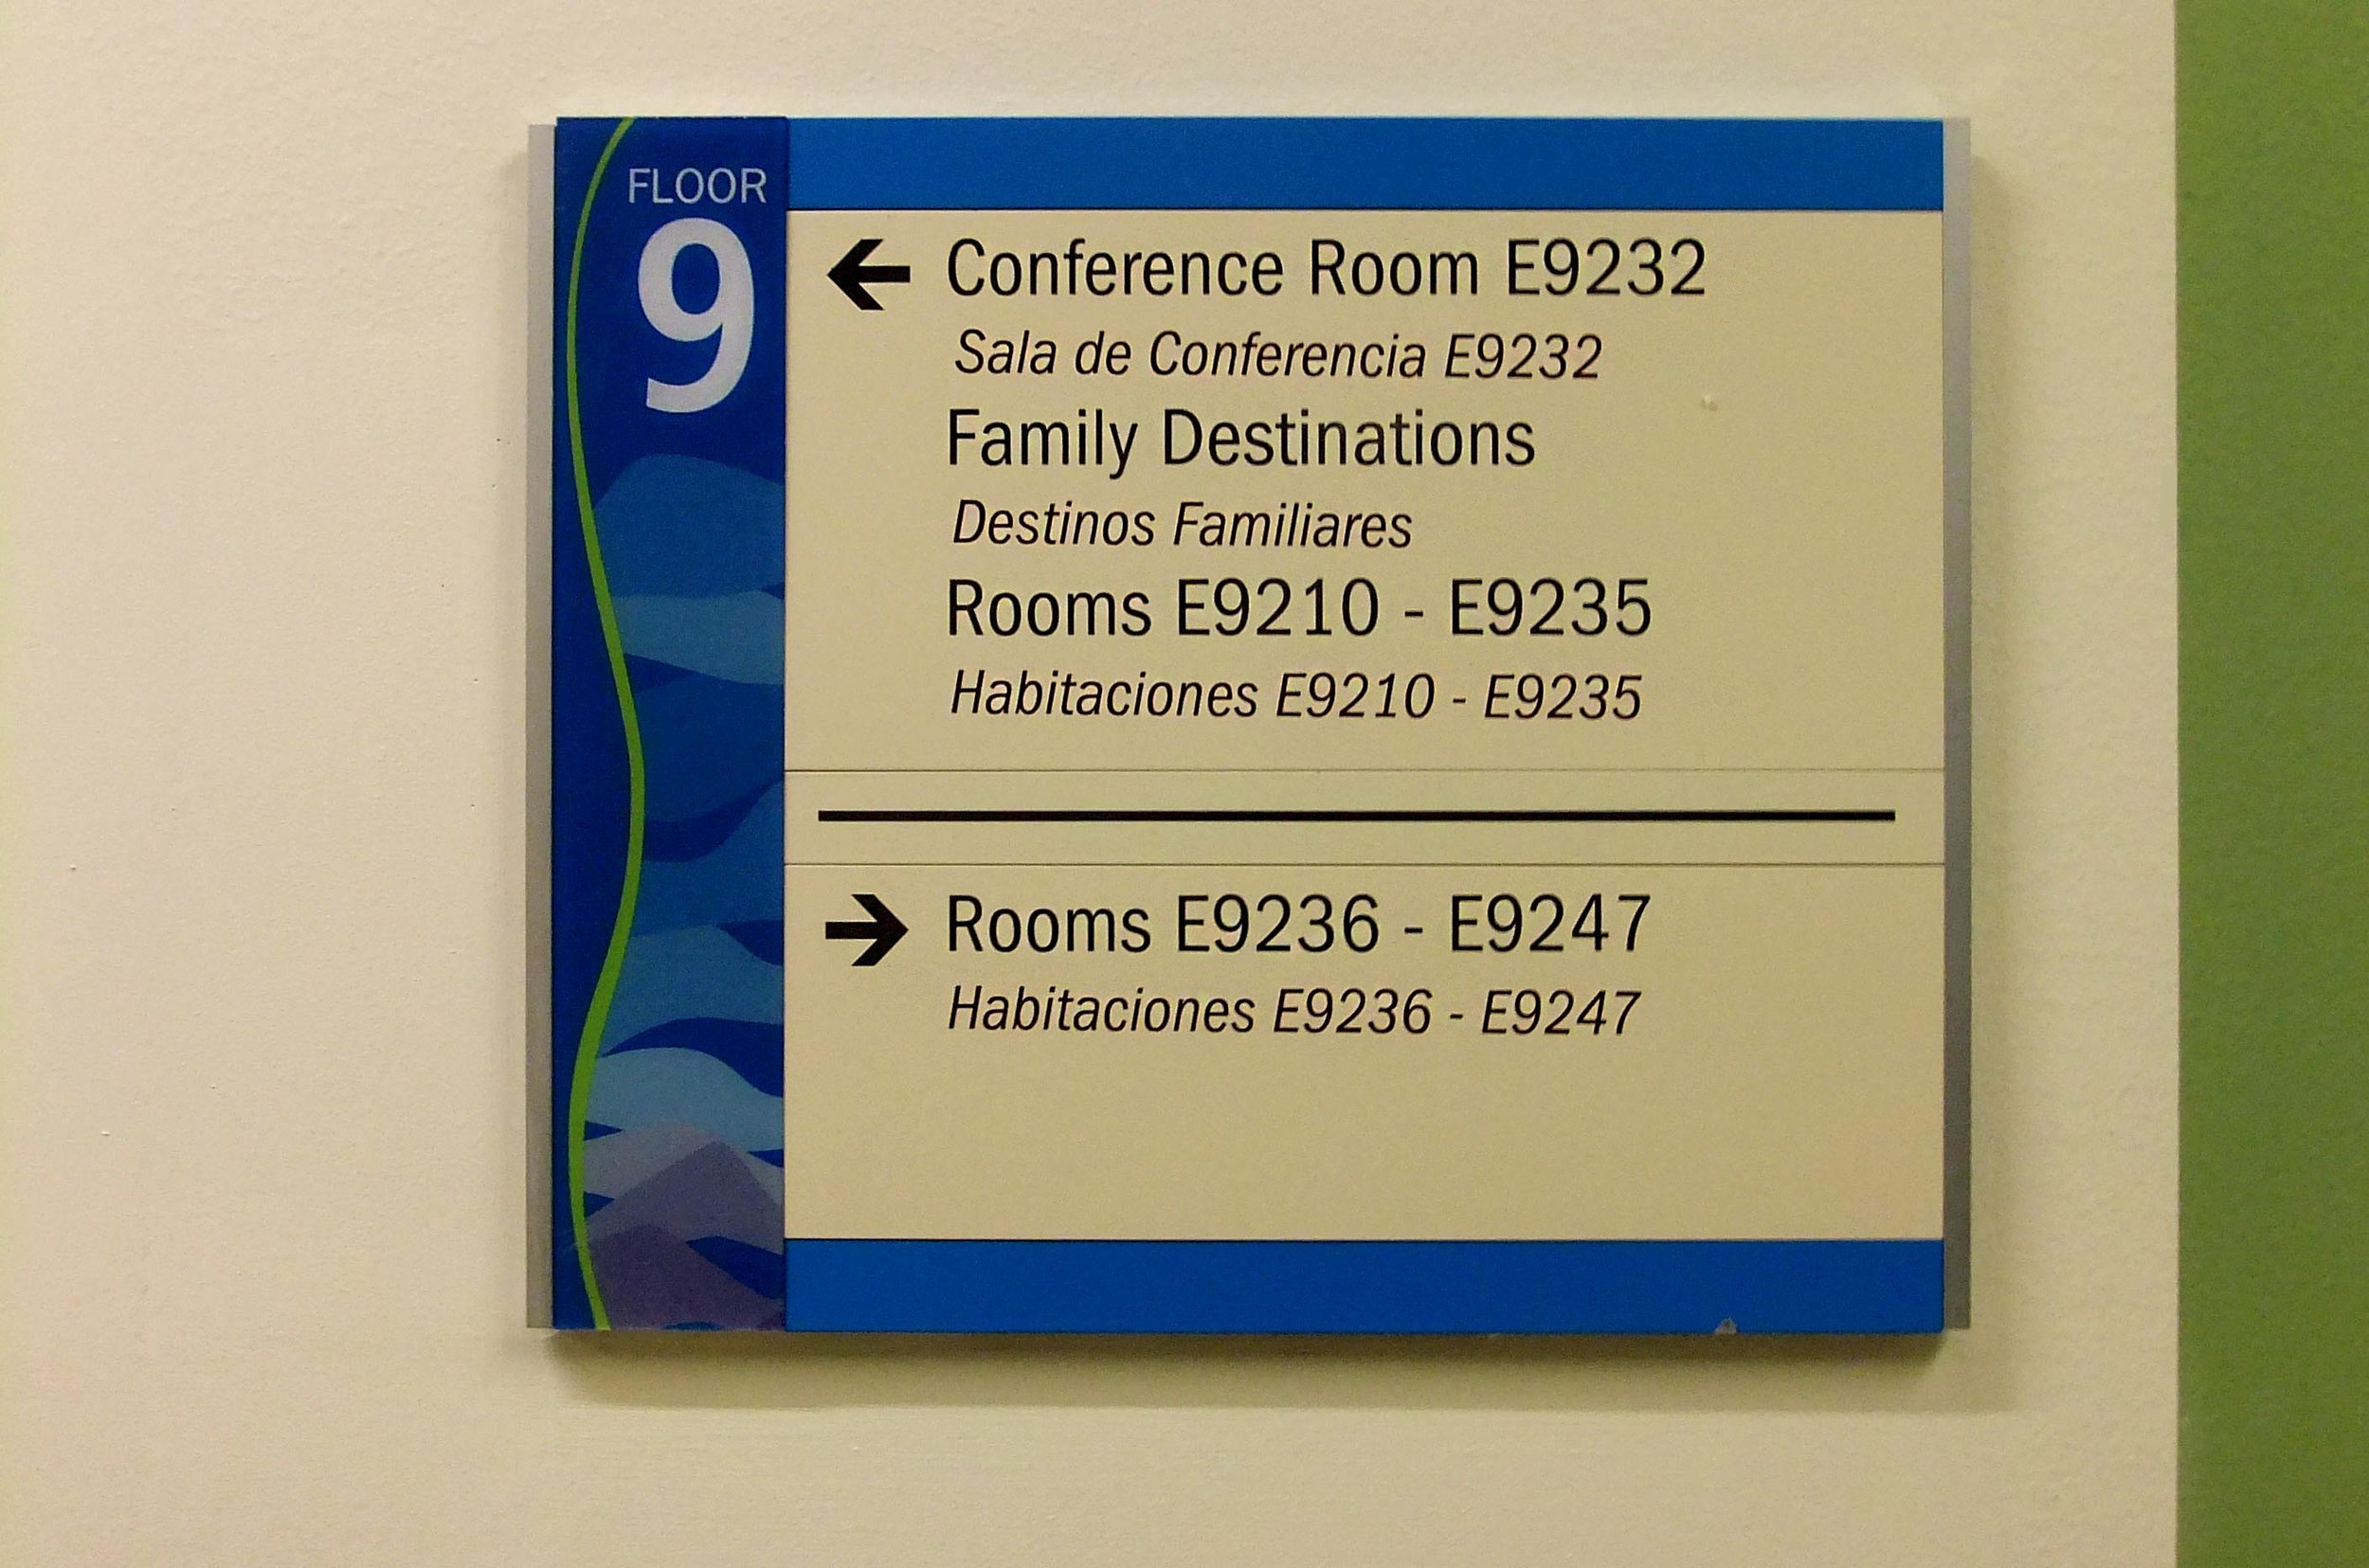 FLOOR
9
← Conference Room E9232
Sala de Conferencia E9232
Family Destinations
Destinos Familiares
Rooms E9210 - E9235
Habitaciones E9210 - E9235
→ Rooms E9236 - E9247
Habitaciones E9236 - E9247